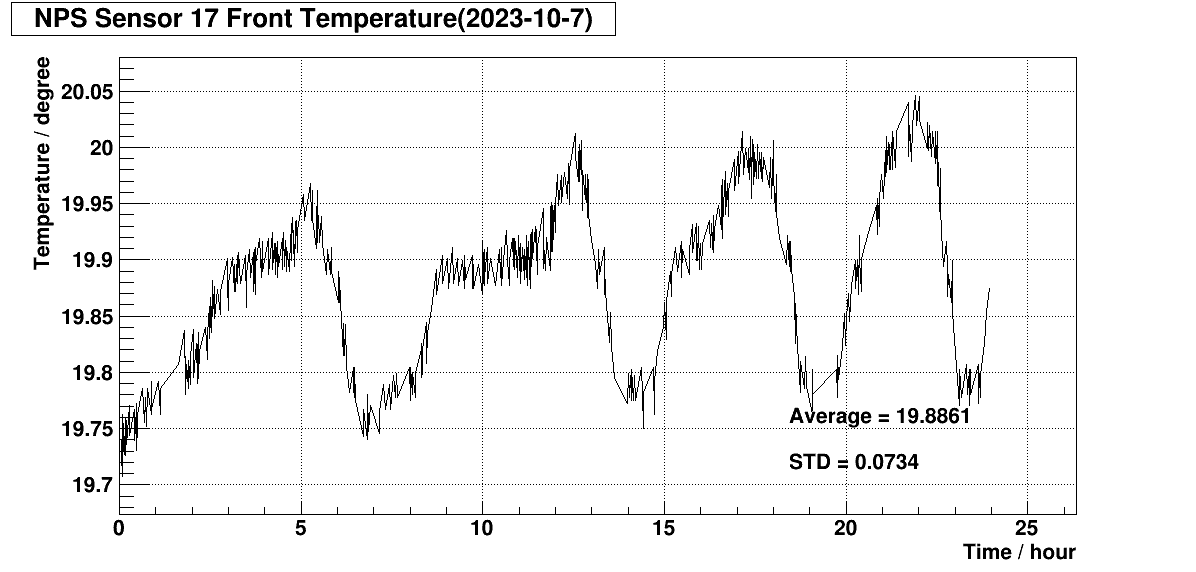 NPS Sensor 17 Front Temperature(2023-10-7)
Temperature / degree
20.05
20
19.95
19.9
19.85
19.8
19.75
19.7
Average = 19.8861
STD = 0.0734
0 5 10 15 20 25
Time / hour